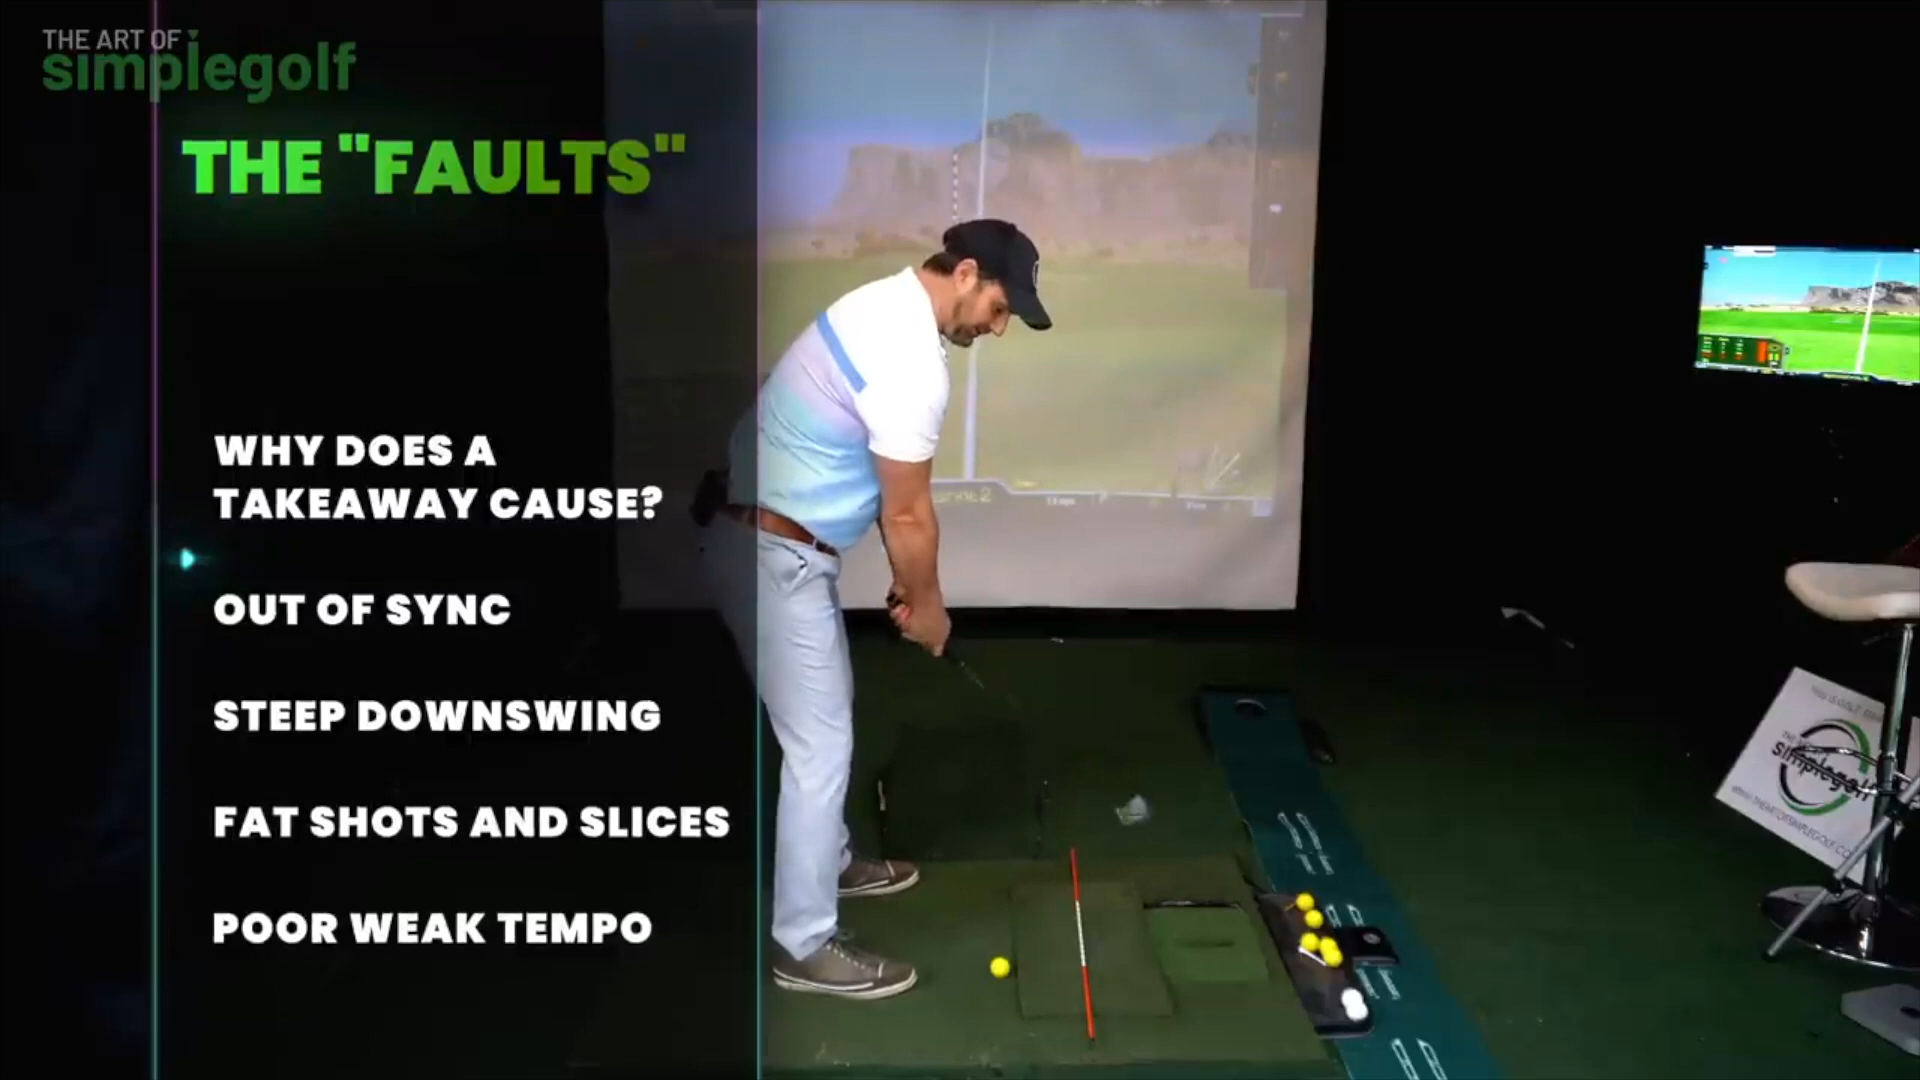 THE ART OF
simplegolf
THE "FAULTS"
WHY DOES A
TAKEAWAY CAUSE?
OUT OF SYNC
STEEP DOWNSWING
FAT SHOTS AND SLICES
POOR WEAK TEMPO
simplegolf